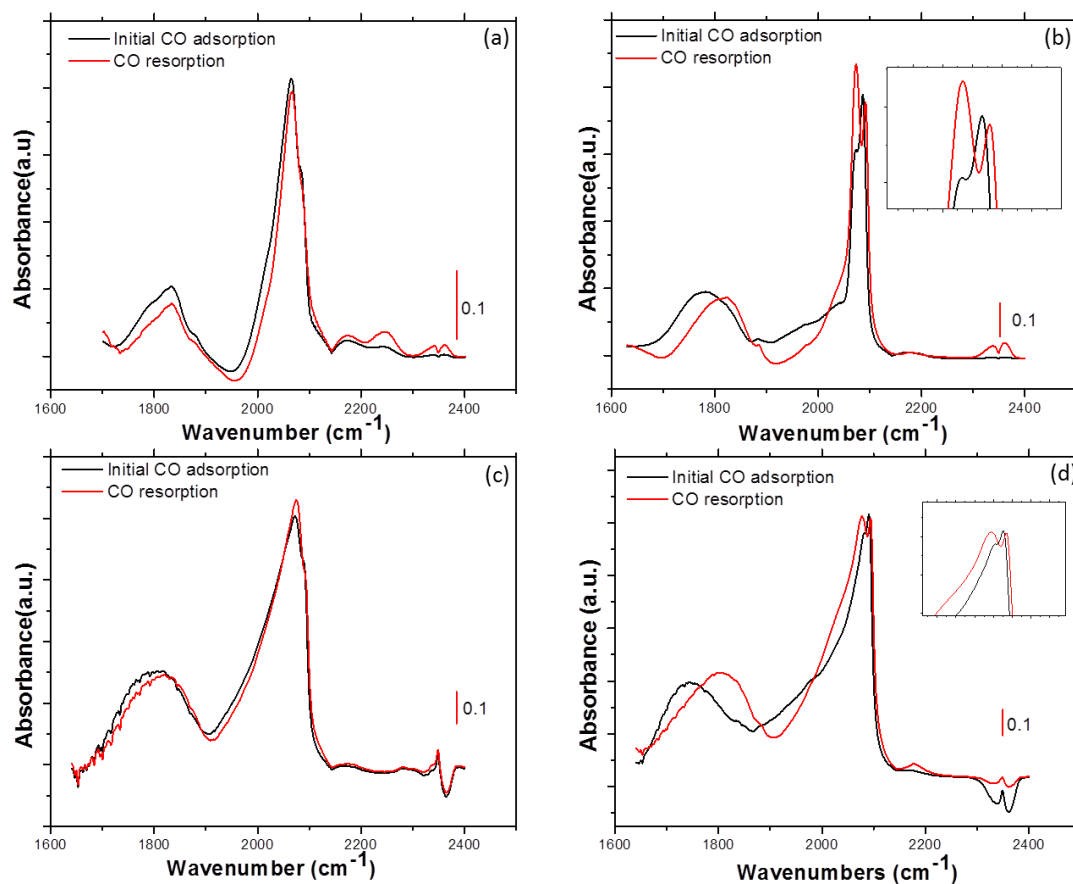 Initial CO adsorption
CO resorption
(a)
Absorbance(a.u)
0.1
1600 1800 2000 2200 2400
Wavenumber (cm-1)
Initial CO adsorption
CO resorption
(b)
Absorbance(a.u.)
0.1
1600 1800 2000 2200 2400
Wavenumber (cm-1)
Initial CO adsorption
CO resorption
(c)
Absorbance(a.u.)
0.1
1600 1800 2000 2200 2400
Wavenumber (cm-1)
Initial CO adsorption
CO resorption
(d)
Absorbance (a.u.)
0.1
1600 1800 2000 2200 2400
Wavenumbers (cm-1)